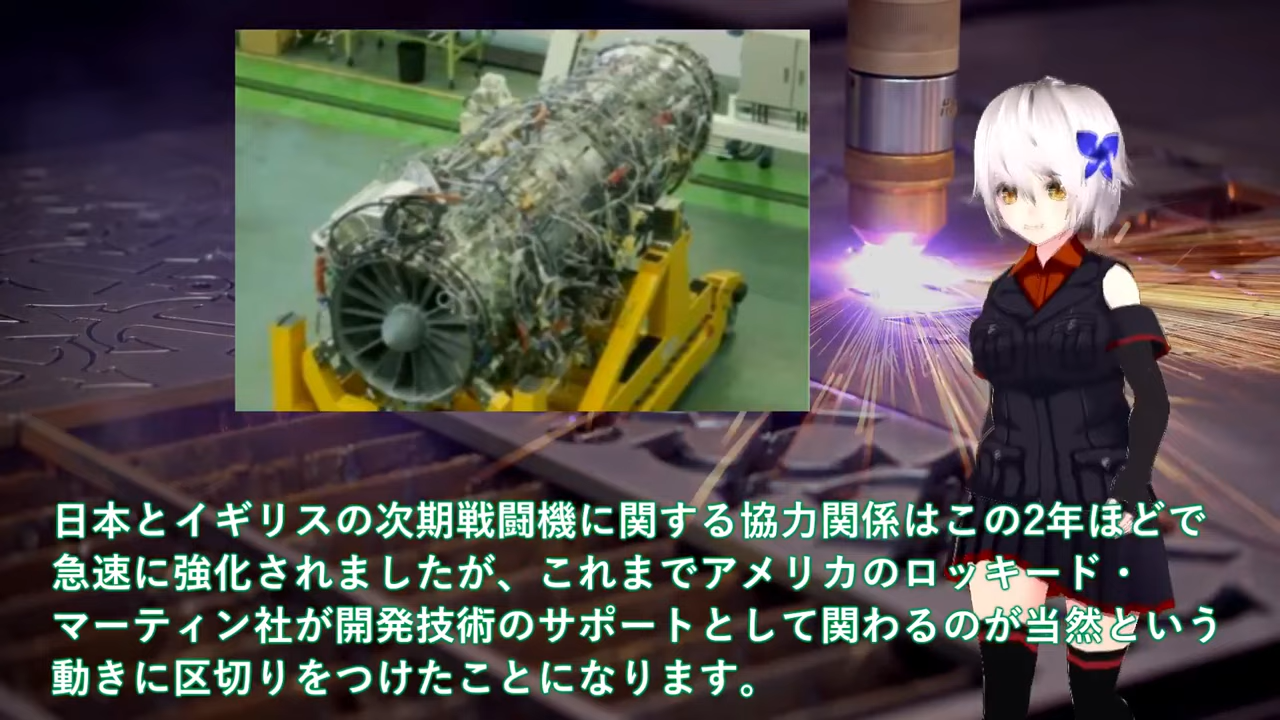 日本とイギリスの次期戦闘機に関する協力関係はこの2年ほどで
急速に強化されましたが、これまでアメリカのロッキード・
マーティン社が開発技術のサポートとして関わるのが当然という
動きに区切りをつけたことになります。